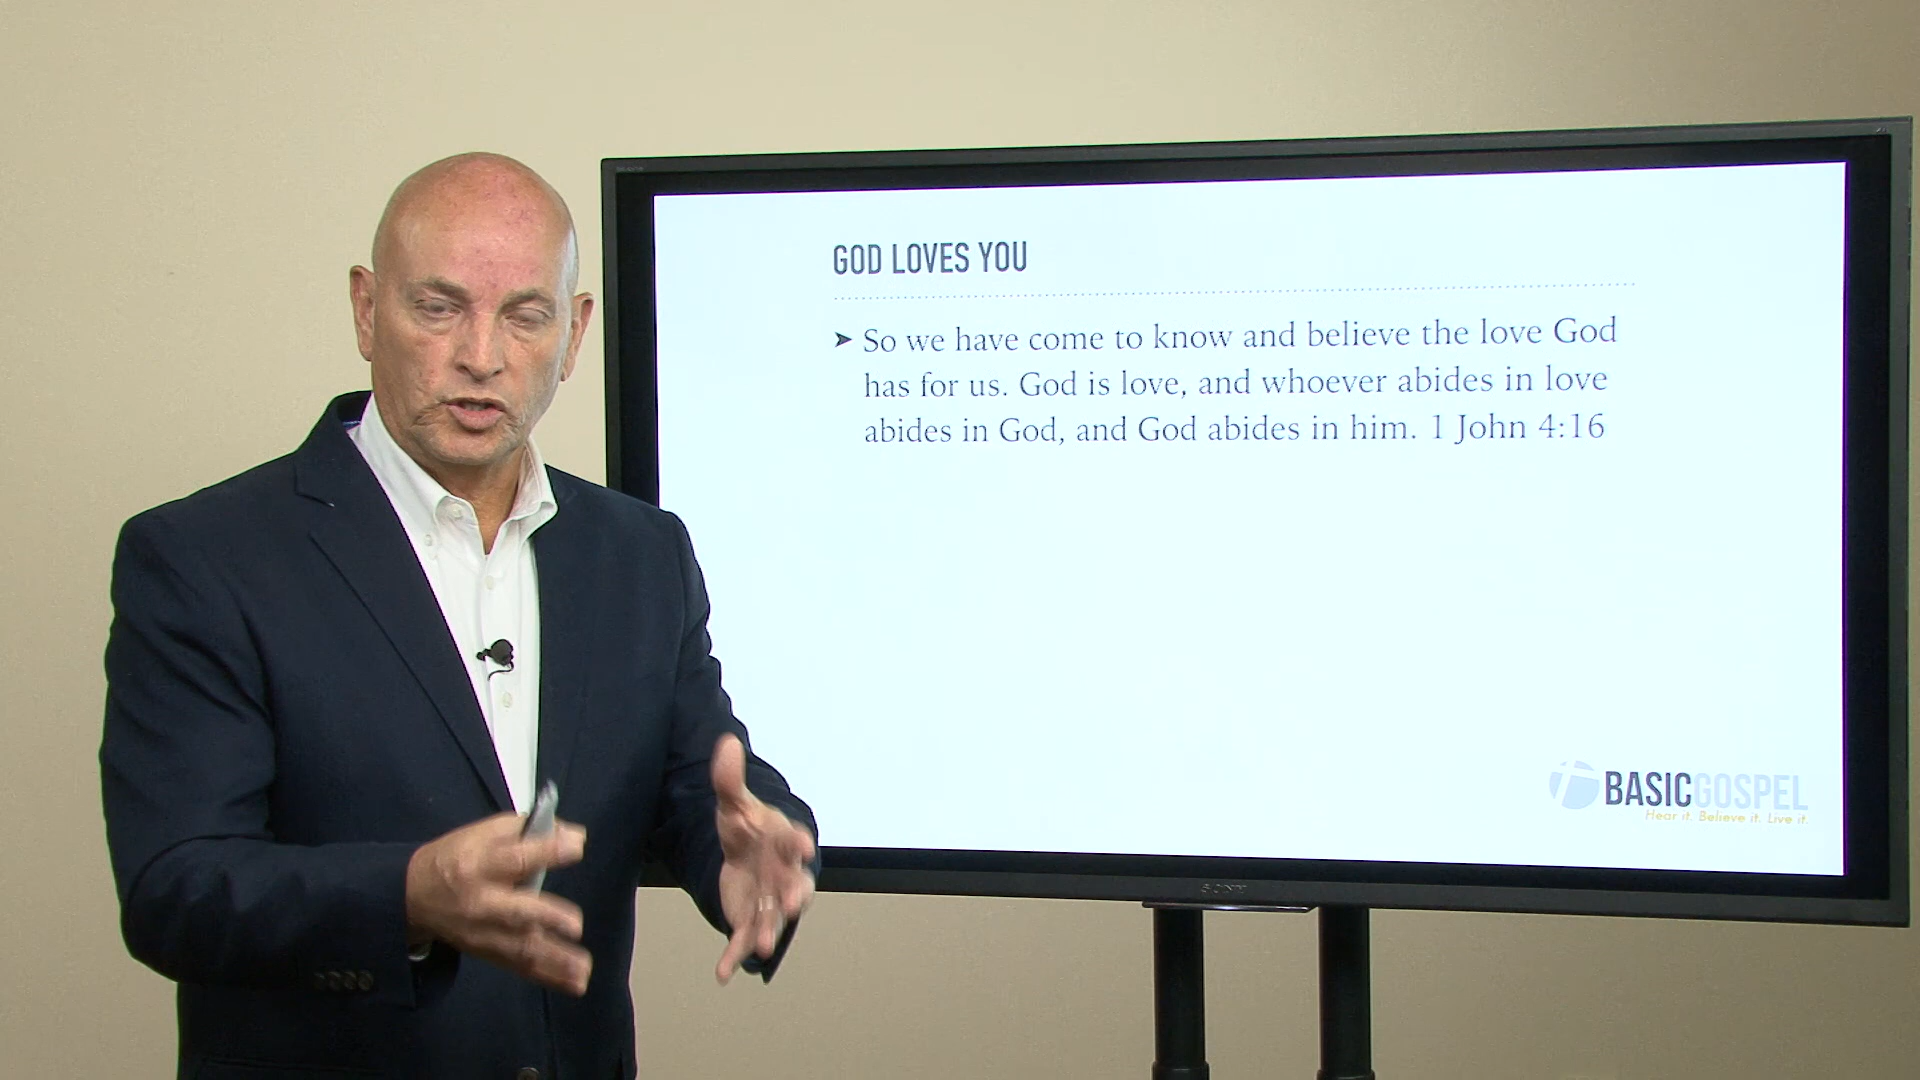 GOD LOVES YOU
➤ So we have come to know and believe the love God
has for us. God is love, and whoever abides in love
abides in God, and God abides in him. 1 John 4:16
BASICGOSPEL
Hear it. Believe it. Live it.
SONY